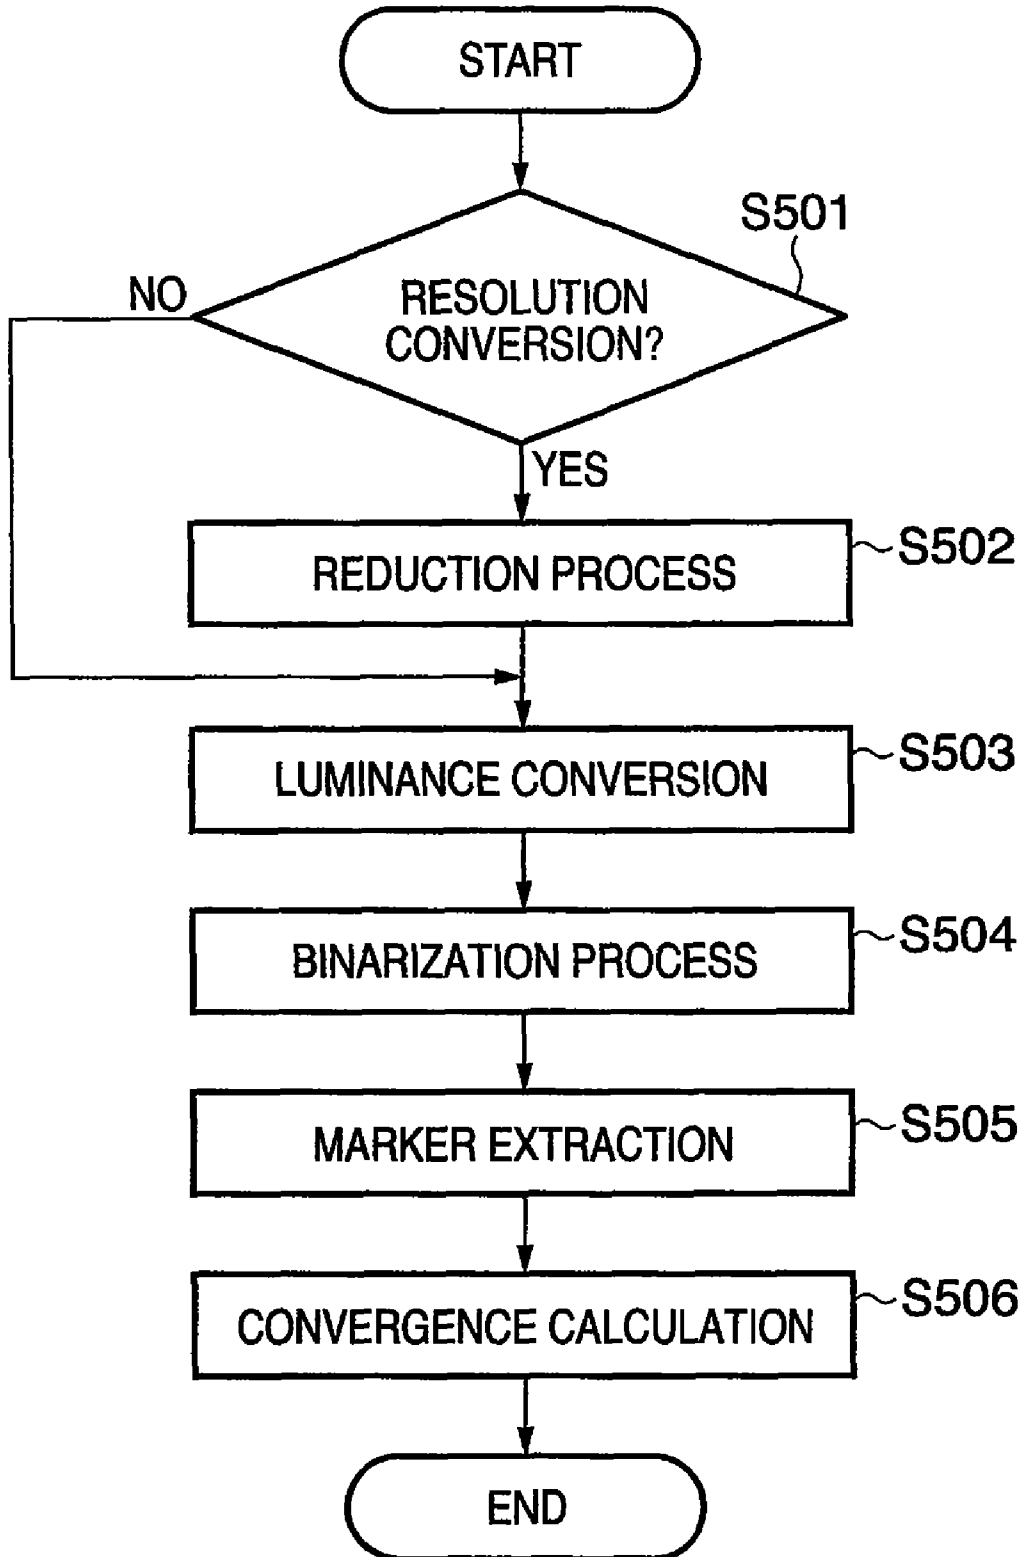 START
S501
NO
RESOLUTION
CONVERSION?
YES
REDUCTION PROCESS
S502
LUMINANCE CONVERSION
S503
BINARIZATION PROCESS
S504
MARKER EXTRACTION
S505
CONVERGENCE CALCULATION
S506
END